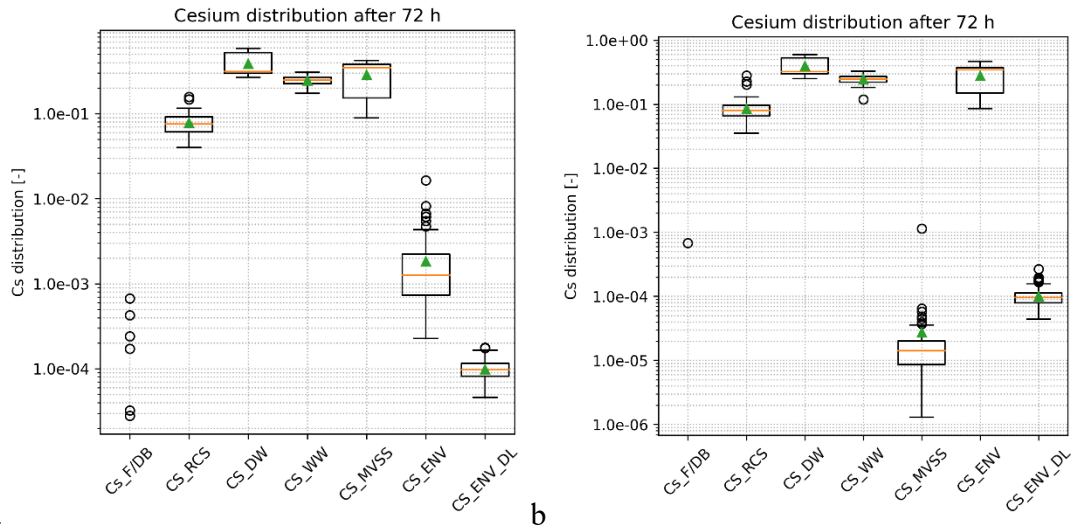 Cesium distribution after 72 h
Cs distribution [-]
1.0e-01
1.0e-02
1.0e-03
1.0e-04
Cs_F/DB
CS_RCS
CS_DW
CS_WW
CS_MVSS
CS_ENV
CS_ENV_DL
b
Cesium distribution after 72 h
Cs distribution [-]
1.0e+00
1.0e-01
1.0e-02
1.0e-03
1.0e-04
1.0e-05
1.0e-06
Cs_F/DB
CS_RCS
CS_DW
CS_WW
CS_MVSS
CS_ENV
CS_ENV_DL